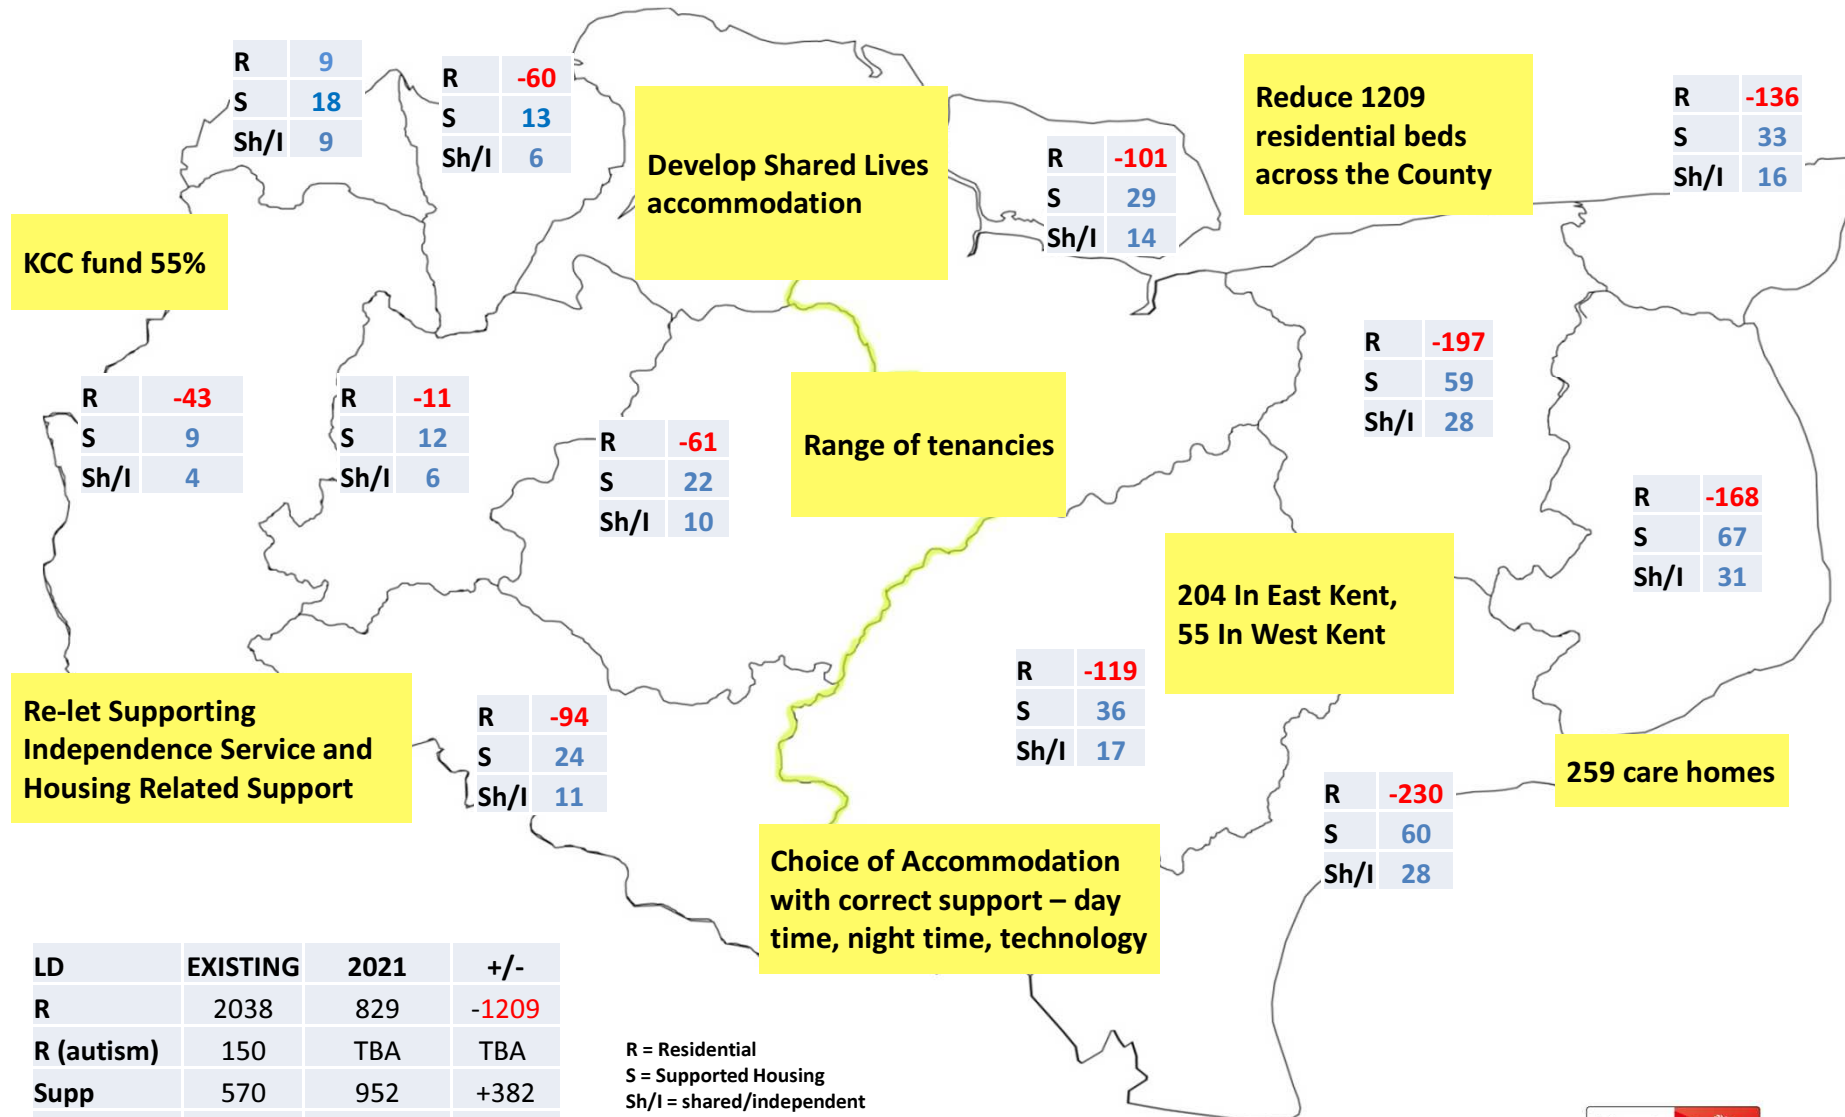 R 9
S 18
Sh/I 9
R -60
S 13
Sh/I 6
Develop Shared Lives
accommodation
R -101
S 29
Sh/I 14
Reduce 1209
residential beds
across the County
R -136
S 33
Sh/I 16
KCC fund 55%
R -43
S 9
Sh/I 4
R -11
S 12
Sh/I 6
R -61
S 22
Sh/I 10
Range of tenancies
R -197
S 59
Sh/I 28
R -168
S 67
Sh/I 31
204 In East Kent,
55 In West Kent
Re-let Supporting
Independence Service and
Housing Related Support
R -94
S 24
Sh/I 11
R -119
S 36
Sh/I 17
259 care homes
R -230
S 60
Sh/I 28
Choice of Accommodation
with correct support – day
time, night time, technology
LD EXISTING 2021 +/-
R 2038 829 -1209
R (autism) 150 TBA TBA
Supp 570 952 +382
R = Residential
S = Supported Housing
Sh/I = shared/independent